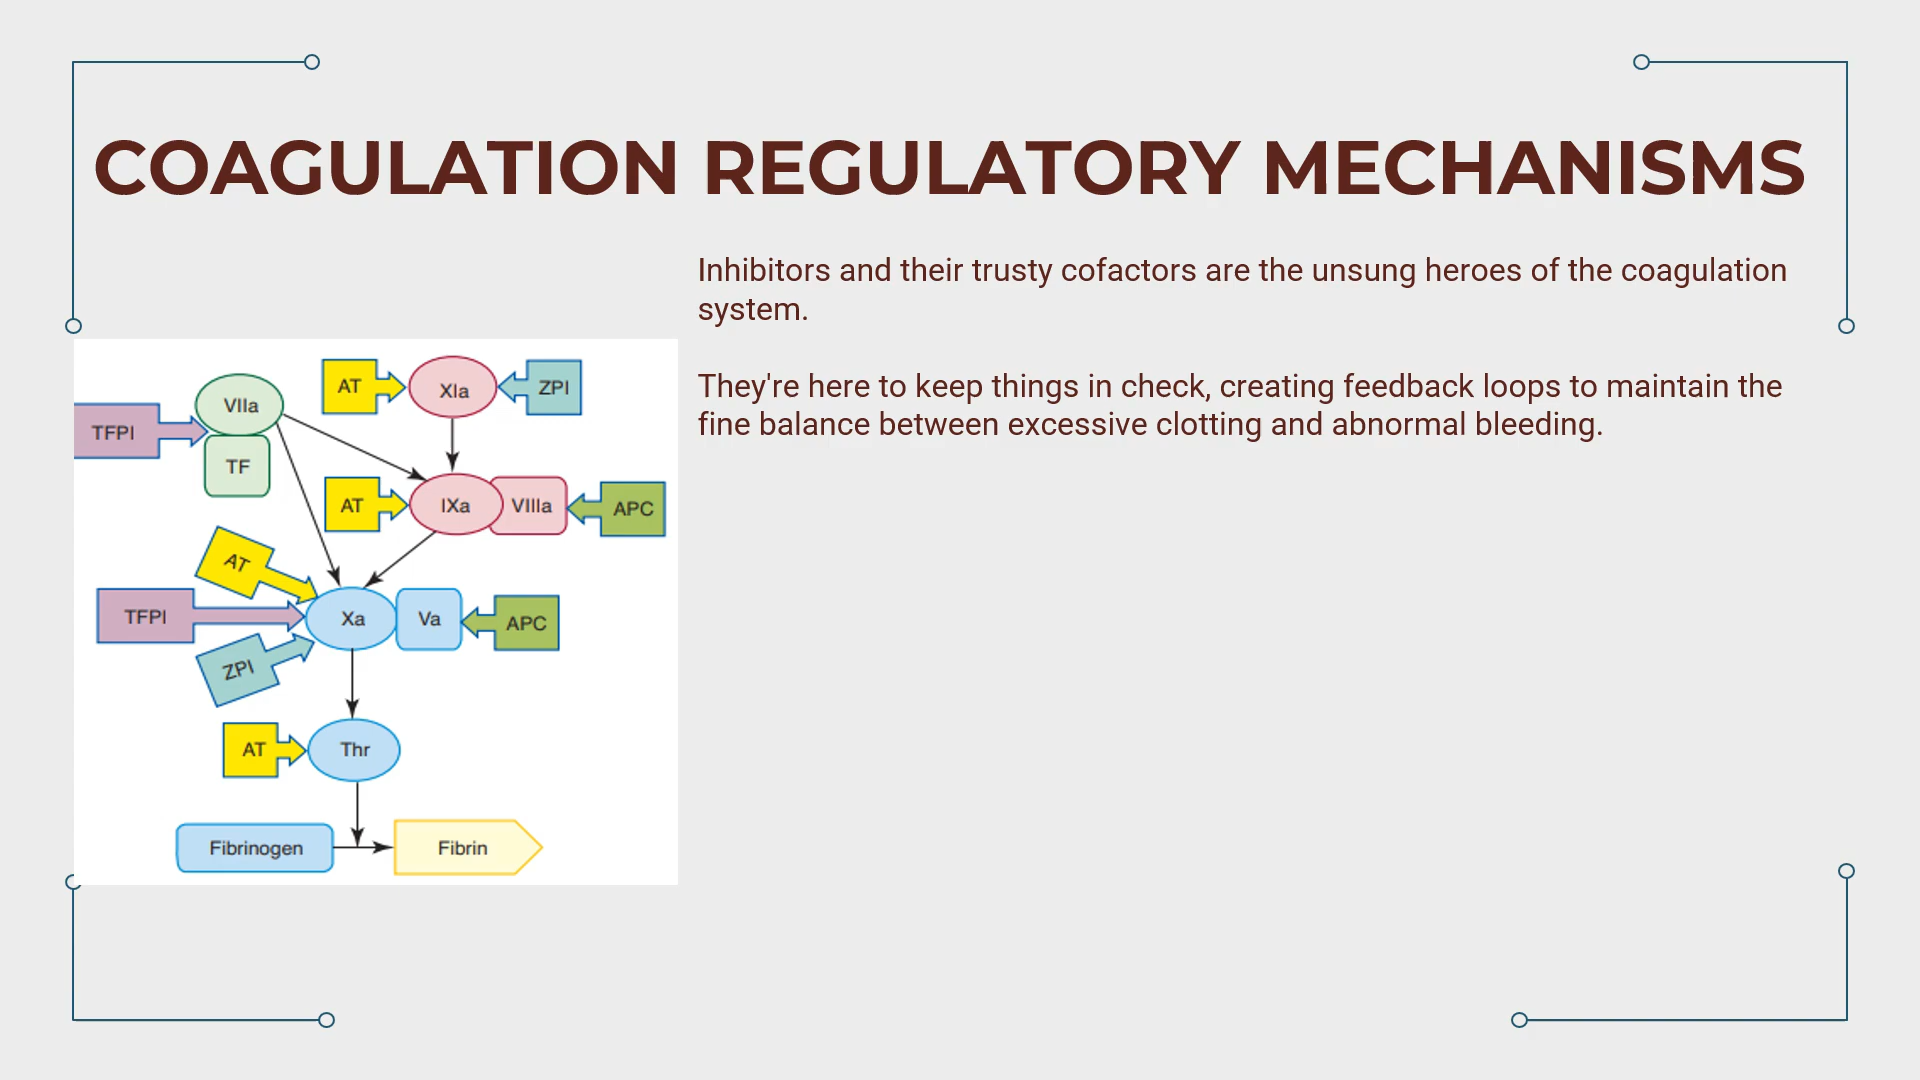 COAGULATION REGULATORY MECHANISMS
Inhibitors and their trusty cofactors are the unsung heroes of the coagulation
system.
They're here to keep things in check, creating feedback loops to maintain the
fine balance between excessive clotting and abnormal bleeding.
AT
XIa
ZPI
VIIa
TFPI
TF
AT
IXa
VIIIa
APC
AT
TFPI
Xa
Va
APC
ZPI
AT
Thr
Fibrinogen
Fibrin